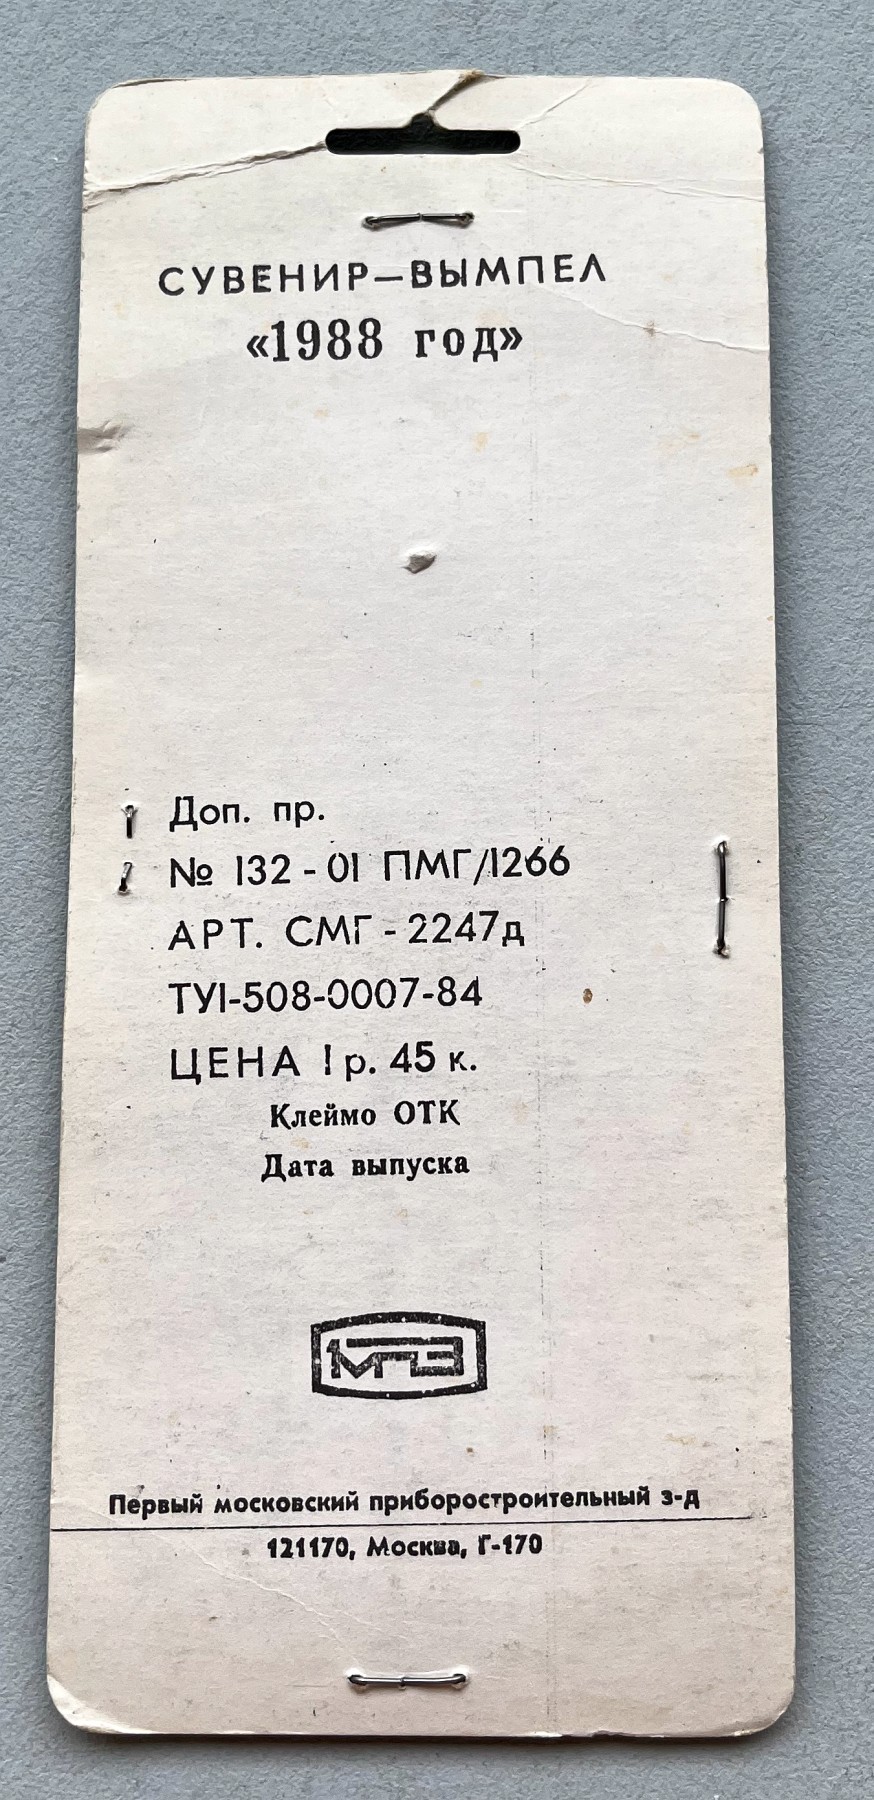 СУВЕНИР—ВЫМПЕЛ
«1988 год»
Доп. пр.
№ 132-01 ПМГ/1266
АРТ. СМГ-2247д
ТУ1-508-0007-84
ЦЕНА 1 р. 45 к.
Клеймо ОТК
Дата выпуска
1МПЗ
Первый московский приборостроительный з-д
121170, Москва, Г-170